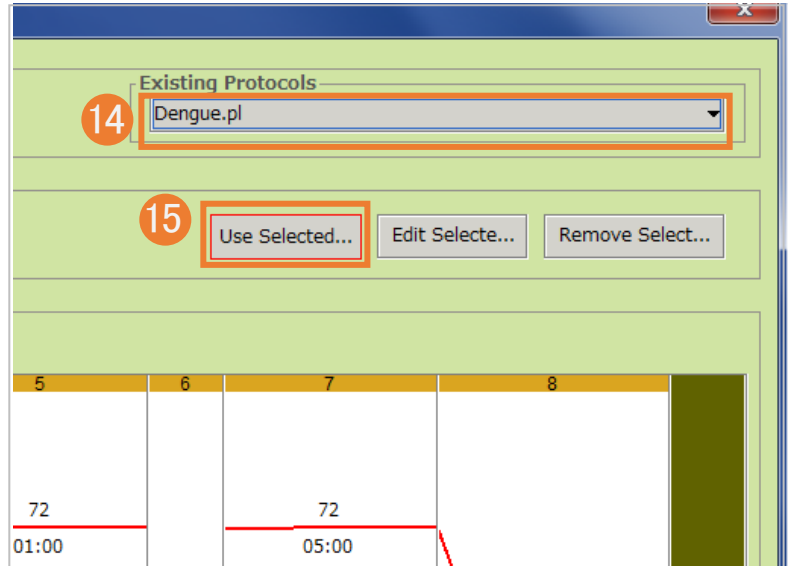 X
Existing Protocols
14
Dengue.pl
15
Use Selected...
Edit Selecte...
Remove Select...
5 6 7 8
72 72
01:00 05:00